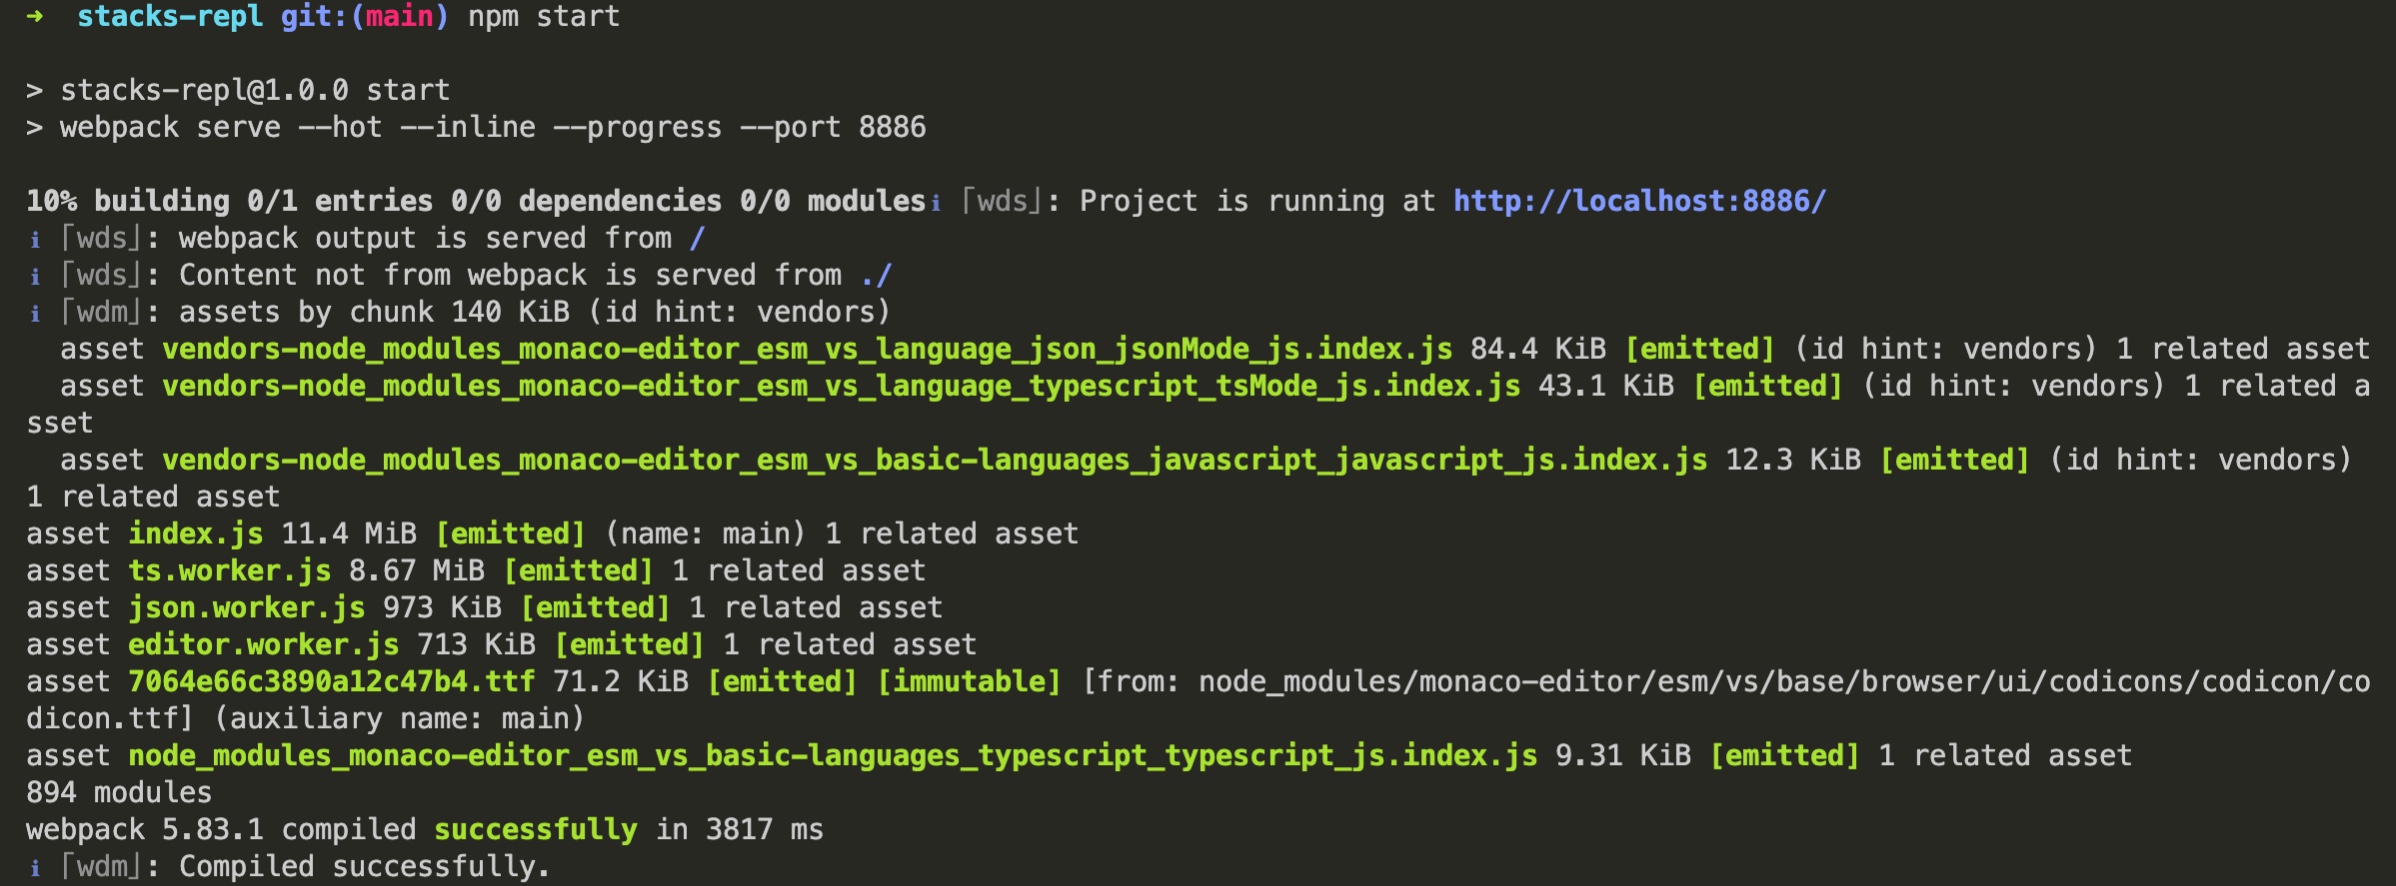 ➜  stacks-repl git:(main) npm start
> stacks-repl@1.0.0 start
> webpack serve --hot --inline --progress --port 8886
10% building 0/1 entries 0/0 dependencies 0/0 modulesℹ ｢wds｣: Project is running at http://localhost:8886/
ℹ ｢wds｣: webpack output is served from /
ℹ ｢wds｣: Content not from webpack is served from ./
ℹ ｢wdm｣: assets by chunk 140 KiB (id hint: vendors)
  asset vendors-node_modules_monaco-editor_esm_vs_language_json_jsonMode_js.index.js 84.4 KiB [emitted] (id hint: vendors) 1 related asset
  asset vendors-node_modules_monaco-editor_esm_vs_language_typescript_tsMode_js.index.js 43.1 KiB [emitted] (id hint: vendors) 1 related a
sset
  asset vendors-node_modules_monaco-editor_esm_vs_basic-languages_javascript_javascript_js.index.js 12.3 KiB [emitted] (id hint: vendors)
1 related asset
asset index.js 11.4 MiB [emitted] (name: main) 1 related asset
asset ts.worker.js 8.67 MiB [emitted] 1 related asset
asset json.worker.js 973 KiB [emitted] 1 related asset
asset editor.worker.js 713 KiB [emitted] 1 related asset
asset 7064e66c3890a12c47b4.ttf 71.2 KiB [emitted] [immutable] [from: node_modules/monaco-editor/esm/vs/base/browser/ui/codicons/codicon/co
dicon.ttf] (auxiliary name: main)
asset node_modules_monaco-editor_esm_vs_basic-languages_typescript_typescript_js.index.js 9.31 KiB [emitted] 1 related asset
894 modules
webpack 5.83.1 compiled successfully in 3817 ms
ℹ ｢wdm｣: Compiled successfully.